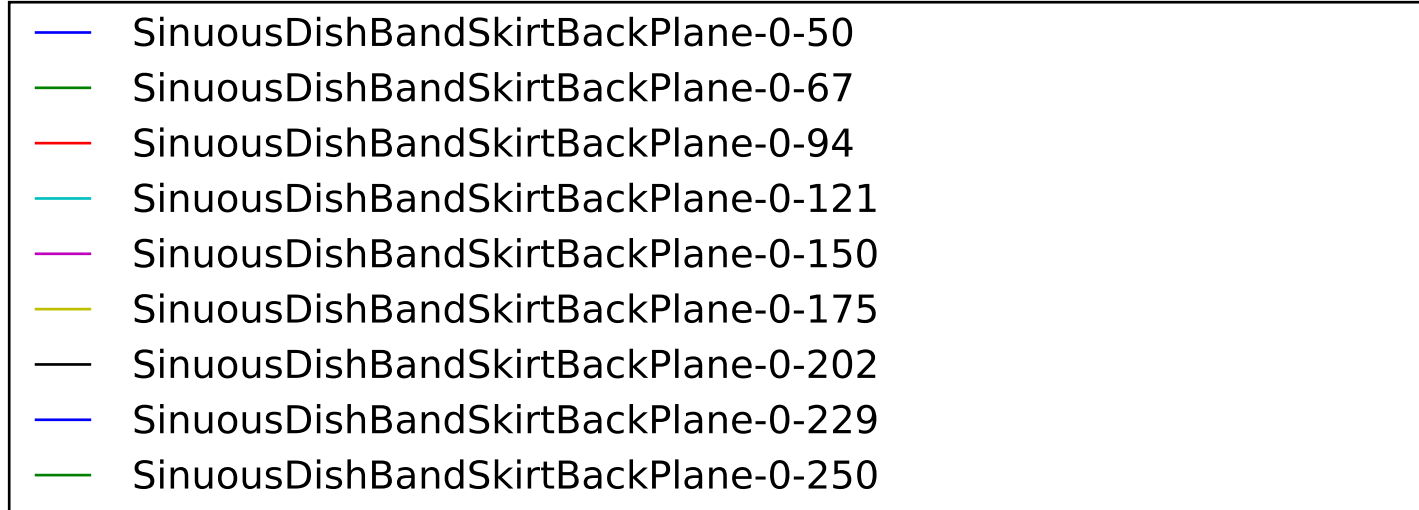 SinuousDishBandSkirtBackPlane-0-50
SinuousDishBandSkirtBackPlane-0-67
SinuousDishBandSkirtBackPlane-0-94
SinuousDishBandSkirtBackPlane-0-121
SinuousDishBandSkirtBackPlane-0-150
SinuousDishBandSkirtBackPlane-0-175
SinuousDishBandSkirtBackPlane-0-202
SinuousDishBandSkirtBackPlane-0-229
SinuousDishBandSkirtBackPlane-0-250